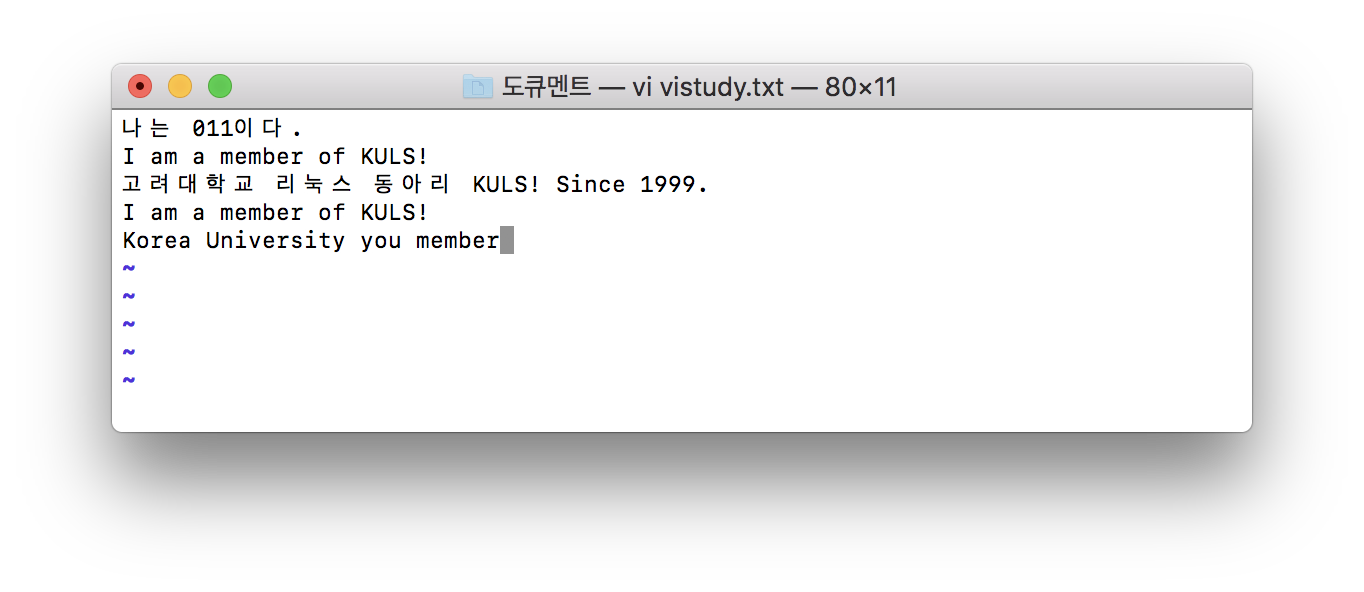 도큐멘트 — vi vistudy.txt — 80×11
나는 011이다.
I am a member of KULS!
고려대학교 리눅스 동아리 KULS! Since 1999.
I am a member of KULS!
Korea University you member
~
~
~
~
~